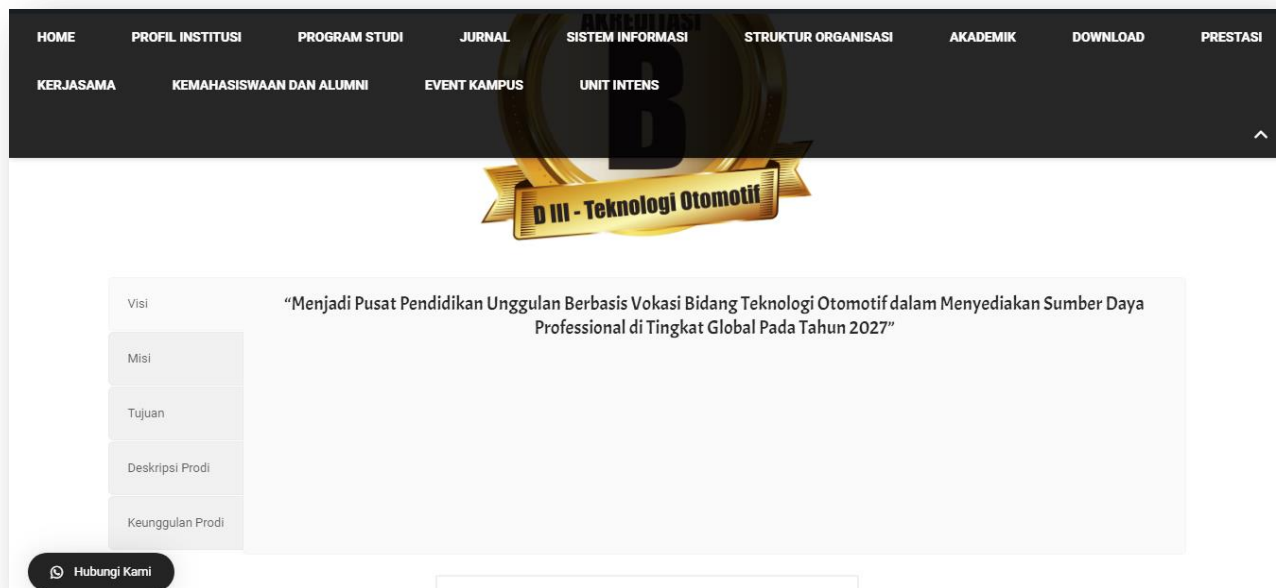 HOME PROFIL INSTITUSI PROGRAM STUDI JURNAL SISTEM INFORMASI STRUKTUR ORGANISASI AKADEMIK DOWNLOAD PRESTASI
KERJASAMA KEMAHASISWAAN DAN ALUMNI EVENT KAMPUS UNIT INTENS
AKREDITASI
B
D III - Teknologi Otomotif
Visi
“Menjadi Pusat Pendidikan Unggulan Berbasis Vokasi Bidang Teknologi Otomotif dalam Menyediakan Sumber Daya
Professional di Tingkat Global Pada Tahun 2027”
Misi
Tujuan
Deskripsi Prodi
Keunggulan Prodi
Hubungi Kami